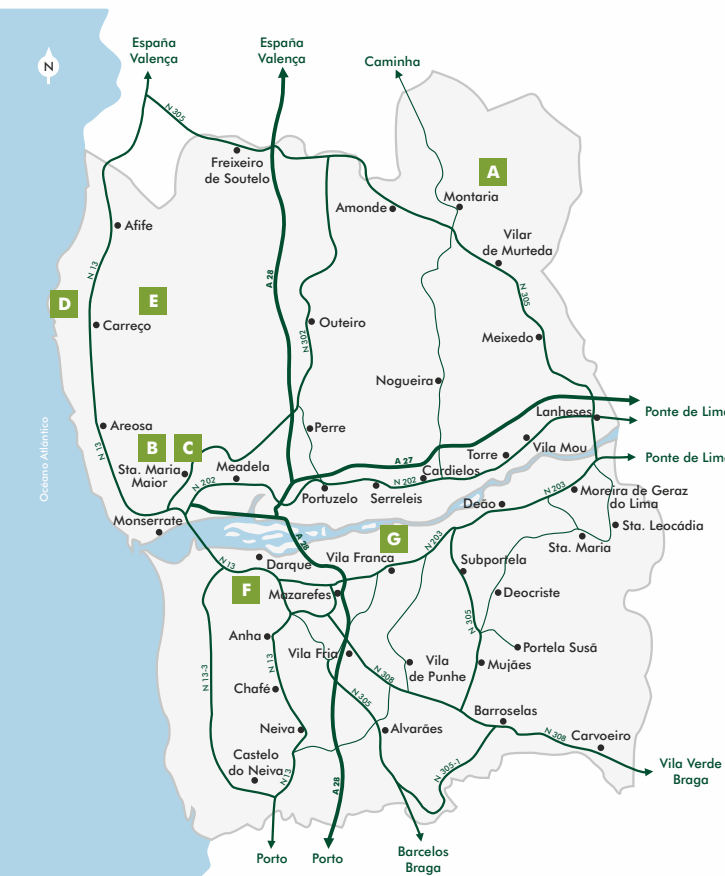 España
Valença
España
Valença
Caminha
N
N 305
Freixeiro
de Soutelo
A
Montaria
Amonde
Afife
Vilar
de Murteda
N 13
A 28
D
E
N 305
Carreço
Outeiro
N 302
Meixedo
Nogueira
Lanheses
Ponte de Lim
Areosa
Perre
N 13
B
C
Vila Mou
Torre
A 27
Ponte de Lim
Sta. Maria
Maior
Meadela
Cardielos
N 202
N 202
Portuzelo
Serreleis
N 203
Moreira de Geraz
do Lima
Deão
Oceano Atlântico
Monserrate
Sta. Leocádia
A 28
G
N 203
Sta. Maria
Darque
Vila Franca
Subportela
N 13
F
Mazarefes
Deocriste
N 305
Anha
Vila Fria
Portela Susã
N 13
N 13-3
Vila
de Punhe
Mujães
N 308
Chafé
N 305
Barroselas
Neiva
Alvarães
N 308
Carvoeiro
Castelo
do Neiva
N 13
A 28
N 305-1
Vila Verde
Braga
Porto
Porto
Barcelos
Braga